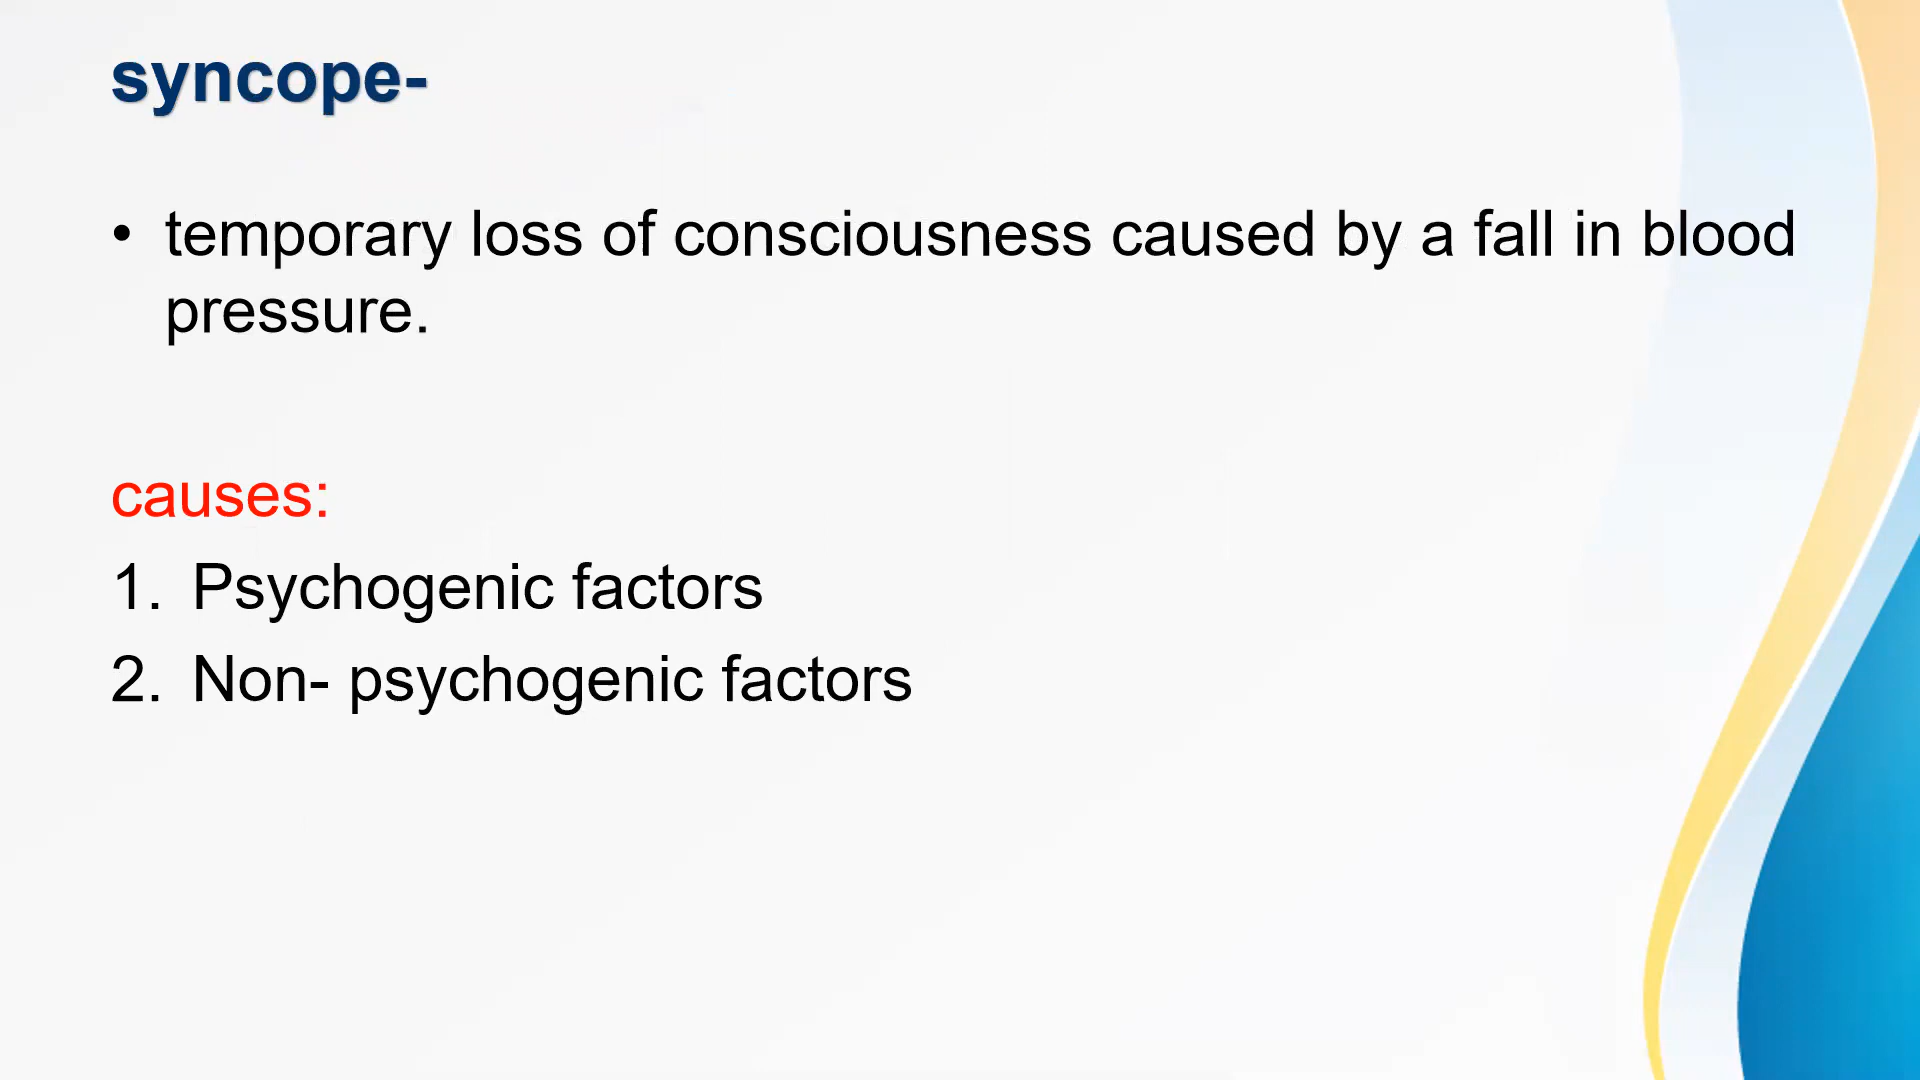 syncope-
• temporary loss of consciousness caused by a fall in blood
pressure.
causes:
1. Psychogenic factors
2. Non- psychogenic factors